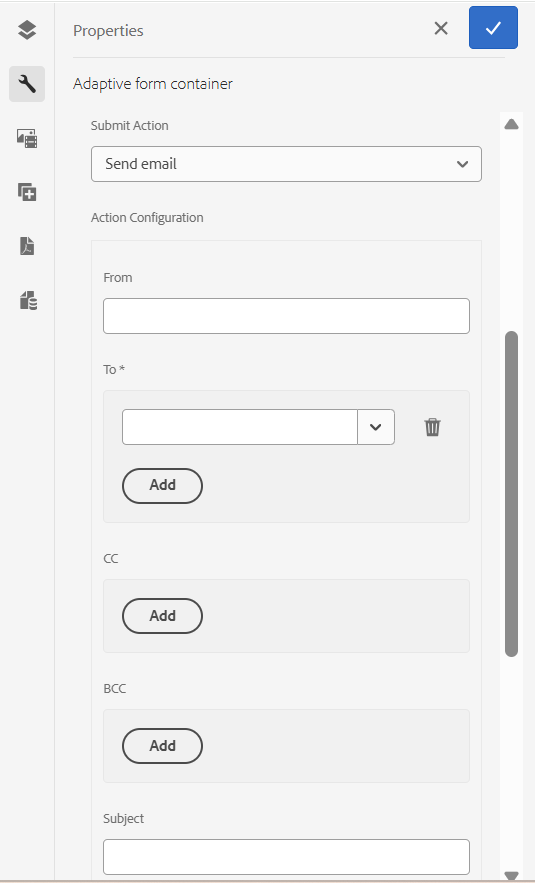 Properties
Adaptive form container
Submit Action
Send email
Action Configuration
From
To *
Add
CC
Add
BCC
Add
Subject